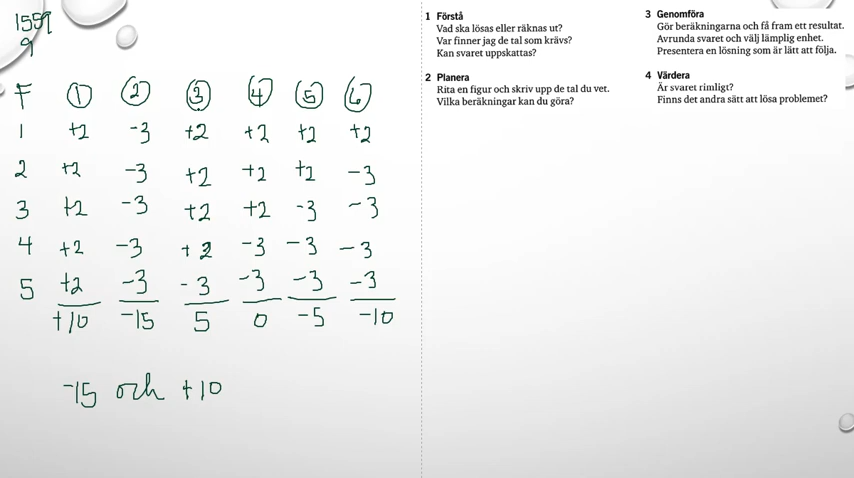 1559
9
F ① ② ③ ④ ⑤ ⑥
1 +2 -3 +2 +2 +2 +2
2 +2 -3 +2 +2 +2 -3
3 +2 -3 +2 +2 -3 -3
4 +2 -3 +2 -3 -3 -3
5 +2 -3 -3 -3 -3 -3
+10 -15 5 0 -5 -10
-15 och +10
1 Förstå
Vad ska lösas eller räknas ut?
Var finner jag de tal som krävs?
Kan svaret uppskattas?
2 Planera
Rita en figur och skriv upp de tal du vet.
Vilka beräkningar kan du göra?
3 Genomföra
Gör beräkningarna och få fram ett resultat.
Avrunda svaret och välj lämplig enhet.
Presentera en lösning som är lätt att följa.
4 Värdera
Är svaret rimligt?
Finns det andra sätt att lösa problemet?